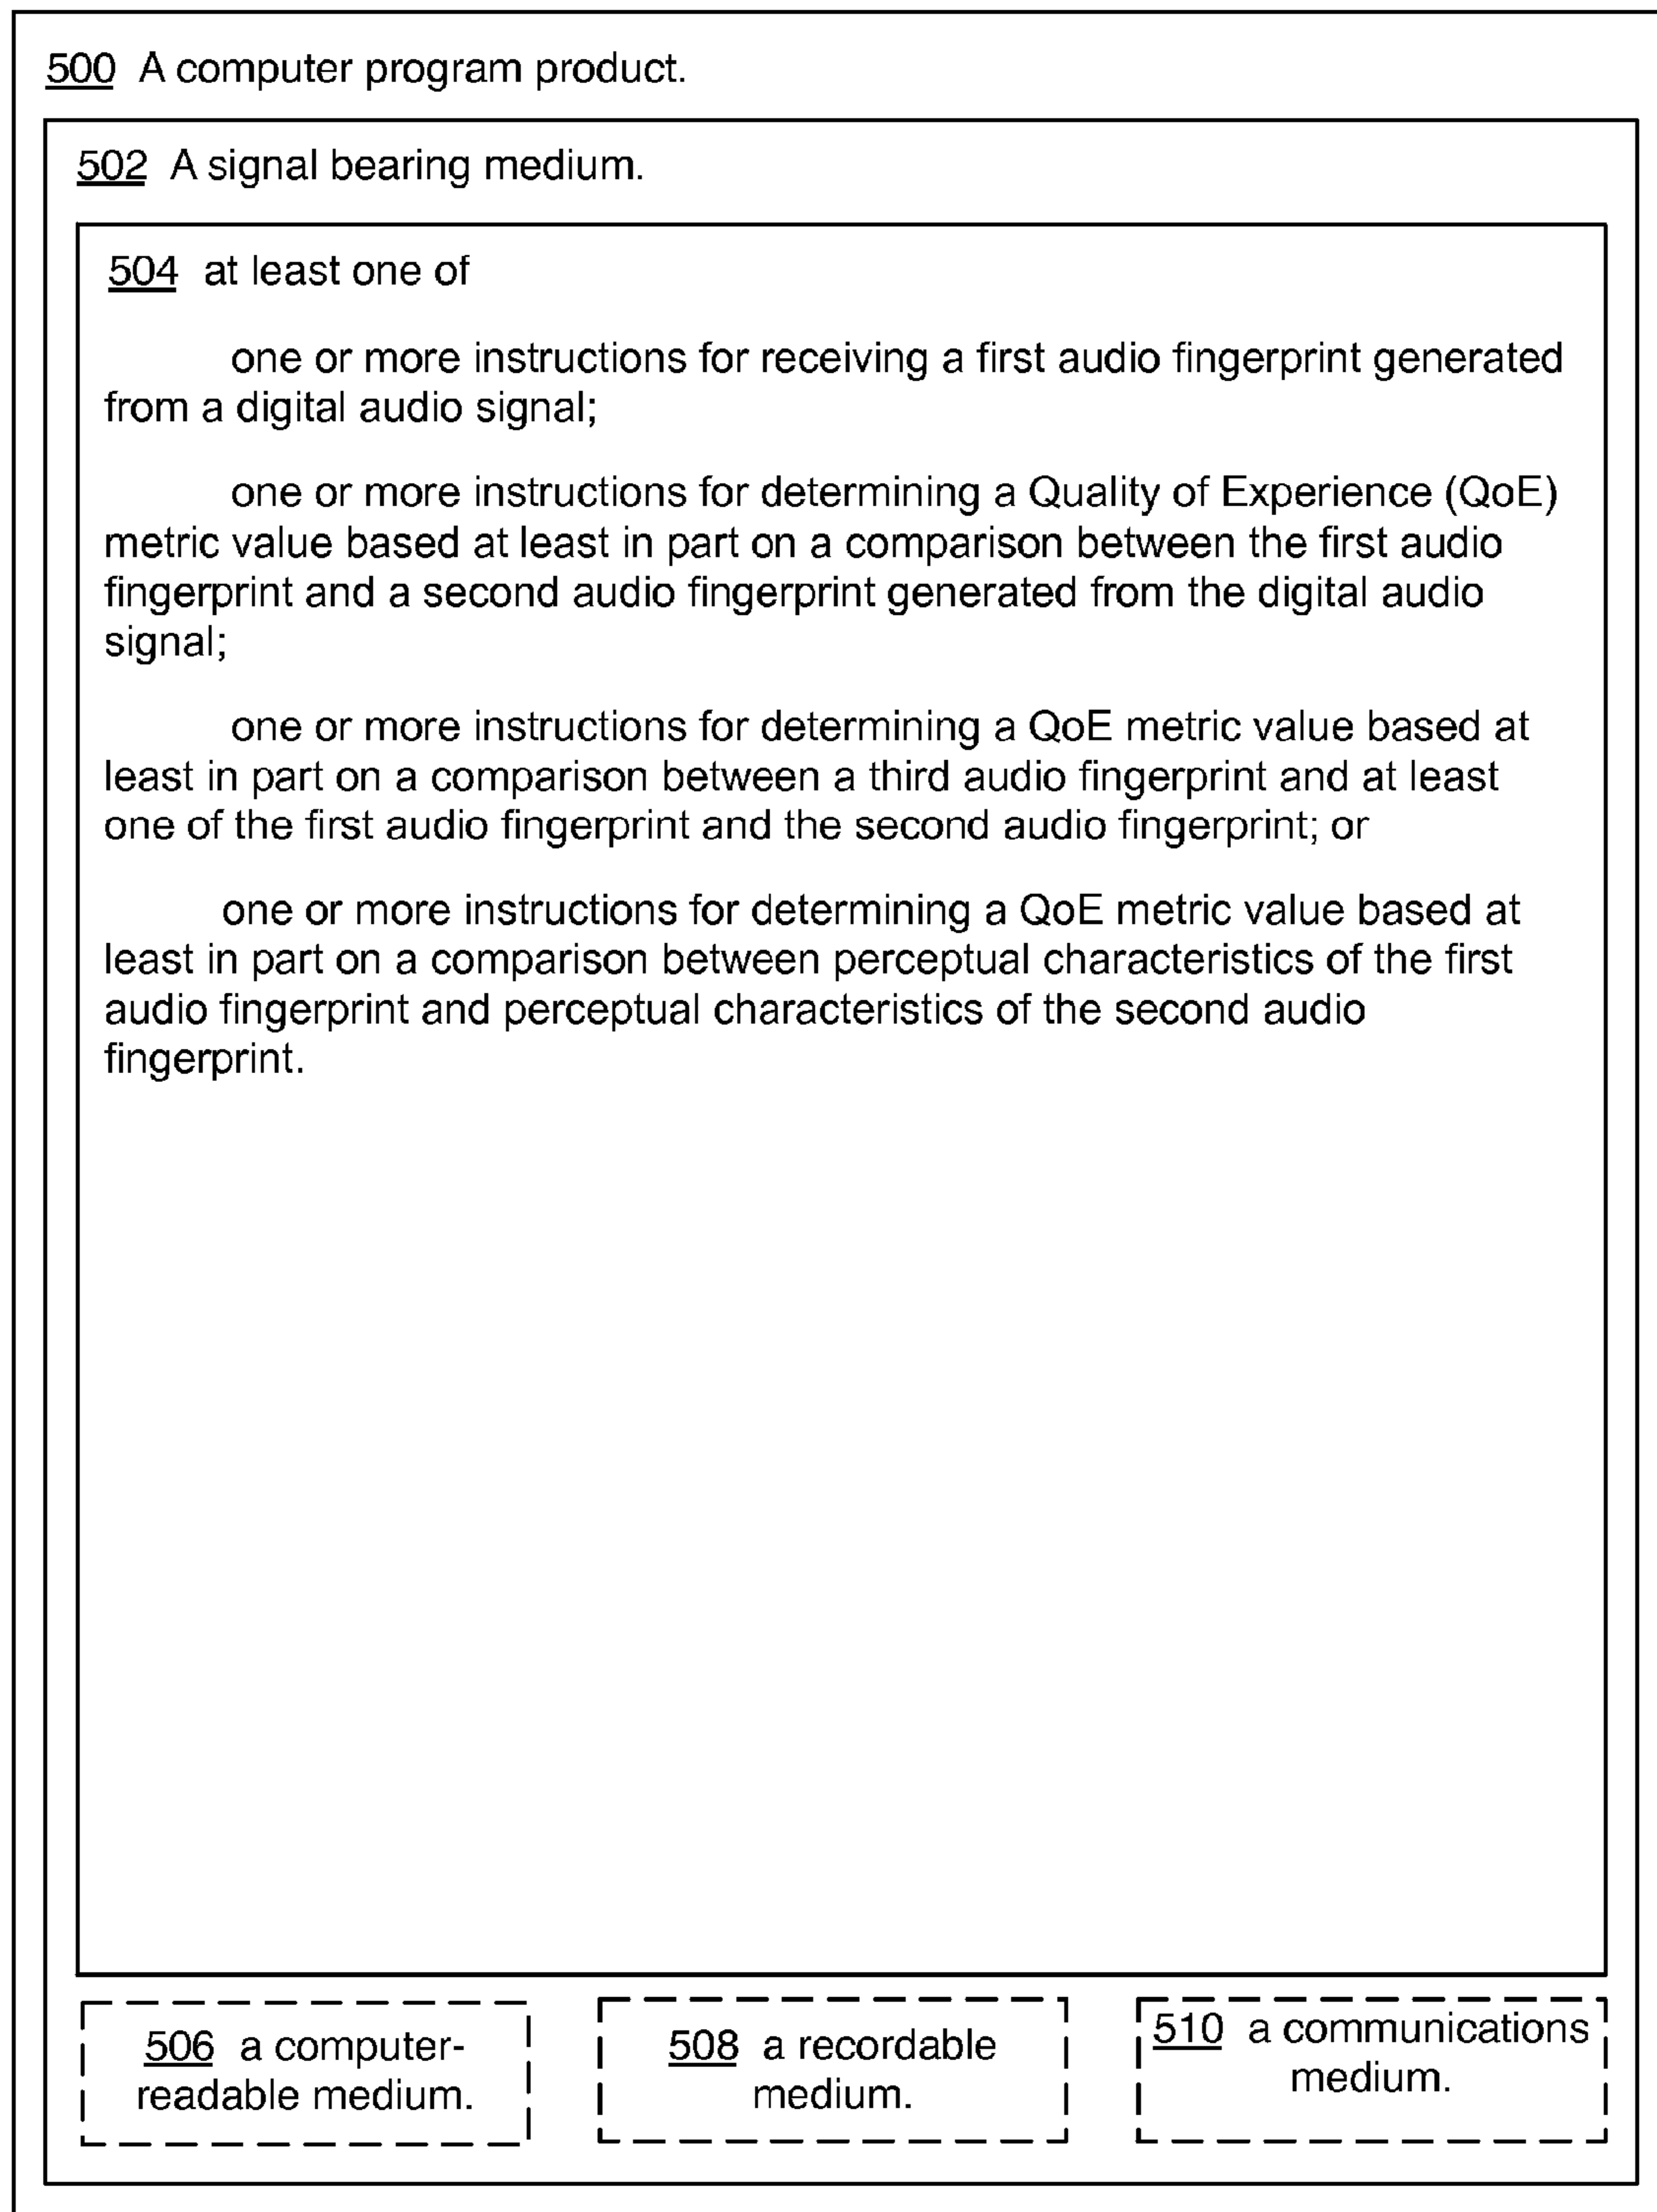 500 A computer program product.
502 A signal bearing medium.
504 at least one of
one or more instructions for receiving a first audio fingerprint generated
from a digital audio signal;
one or more instructions for determining a Quality of Experience (QoE)
metric value based at least in part on a comparison between the first audio
fingerprint and a second audio fingerprint generated from the digital audio
signal;
one or more instructions for determining a QoE metric value based at
least in part on a comparison between a third audio fingerprint and at least
one of the first audio fingerprint and the second audio fingerprint; or
one or more instructions for determining a QoE metric value based at
least in part on a comparison between perceptual characteristics of the first
audio fingerprint and perceptual characteristics of the second audio
fingerprint.
506 a computer-
readable medium.
508 a recordable
medium.
510 a communications
medium.